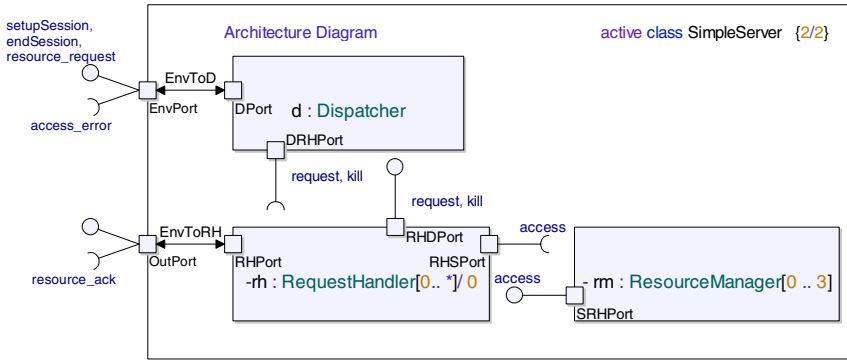 setupSession,
endSession,
resource_request
Architecture Diagram
active class SimpleServer {2/2}
EnvToD
EnvPort
DPort
d : Dispatcher
access_error
DRHPort
request, kill
request, kill
EnvToRH
OutPort
RHPort
RHDPort
RHSPort
access
resource_ack
-rh : RequestHandler[0.. *]/ 0
access
- rm : ResourceManager[0 .. 3]
SRHPort